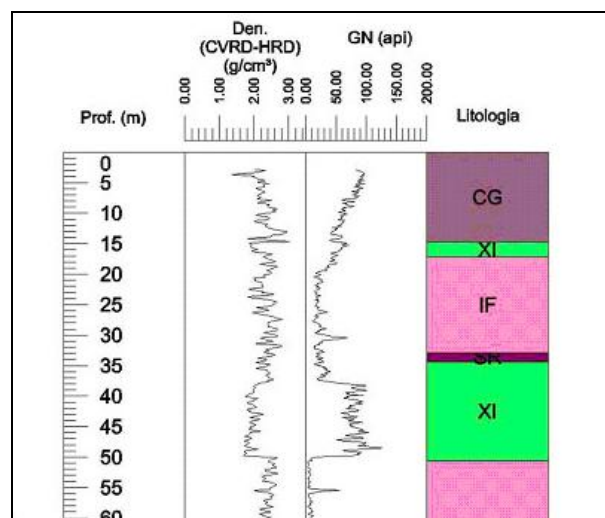 Den.
(CVRD-HRD)
(g/cm³)
GN (api)
Prof. (m)
0.00 1.00 2.00 3.00
0.00 50.00 100.00 150.00 200.00
Litologia
0
5
10
15
20
25
30
35
40
45
50
55
60
CG
XI
IF
SR
XI